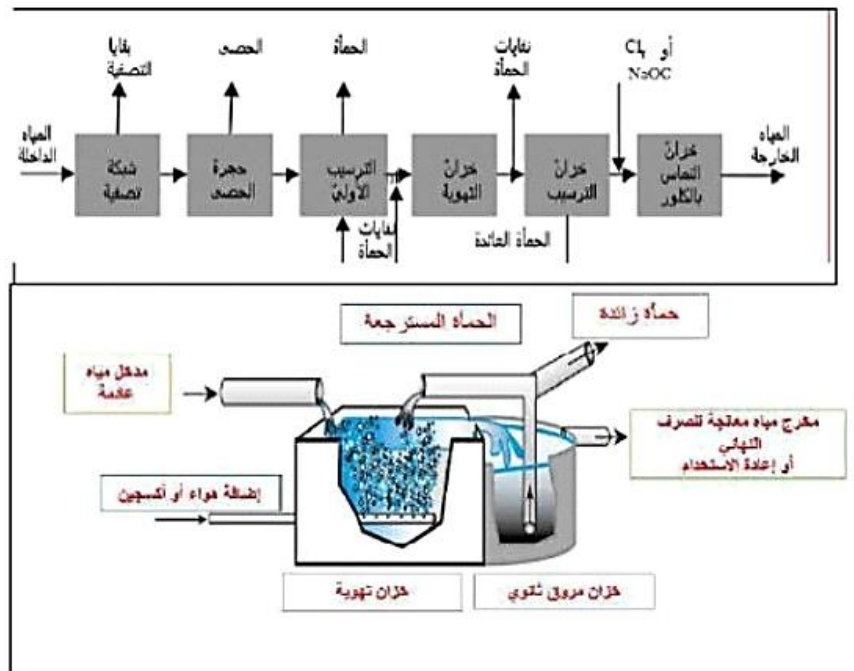 بقايا
التصفية
الحصى
الحمأة
نفايات
الحمأة
Cl₂ أو
NaOC
المياه
الداخلة
شبكة
تصفية
حجرة
الحصى
الترسيب
الأولي
خزان
التهوية
خزان
الترسيب
خزان
التماس
بالكلور
المياه
الخارجة
نفايات
الحمأة
الحمأة العائدة
الحمأة المسترجعة
حمأة زائدة
مدخل مياه
عادمة
مخرج مياه معالجة للصرف
النهائي
أو إعادة الاستخدام
إضافة هواء أو أكسجين
خزان تهوية
خزان مروق ثانوي